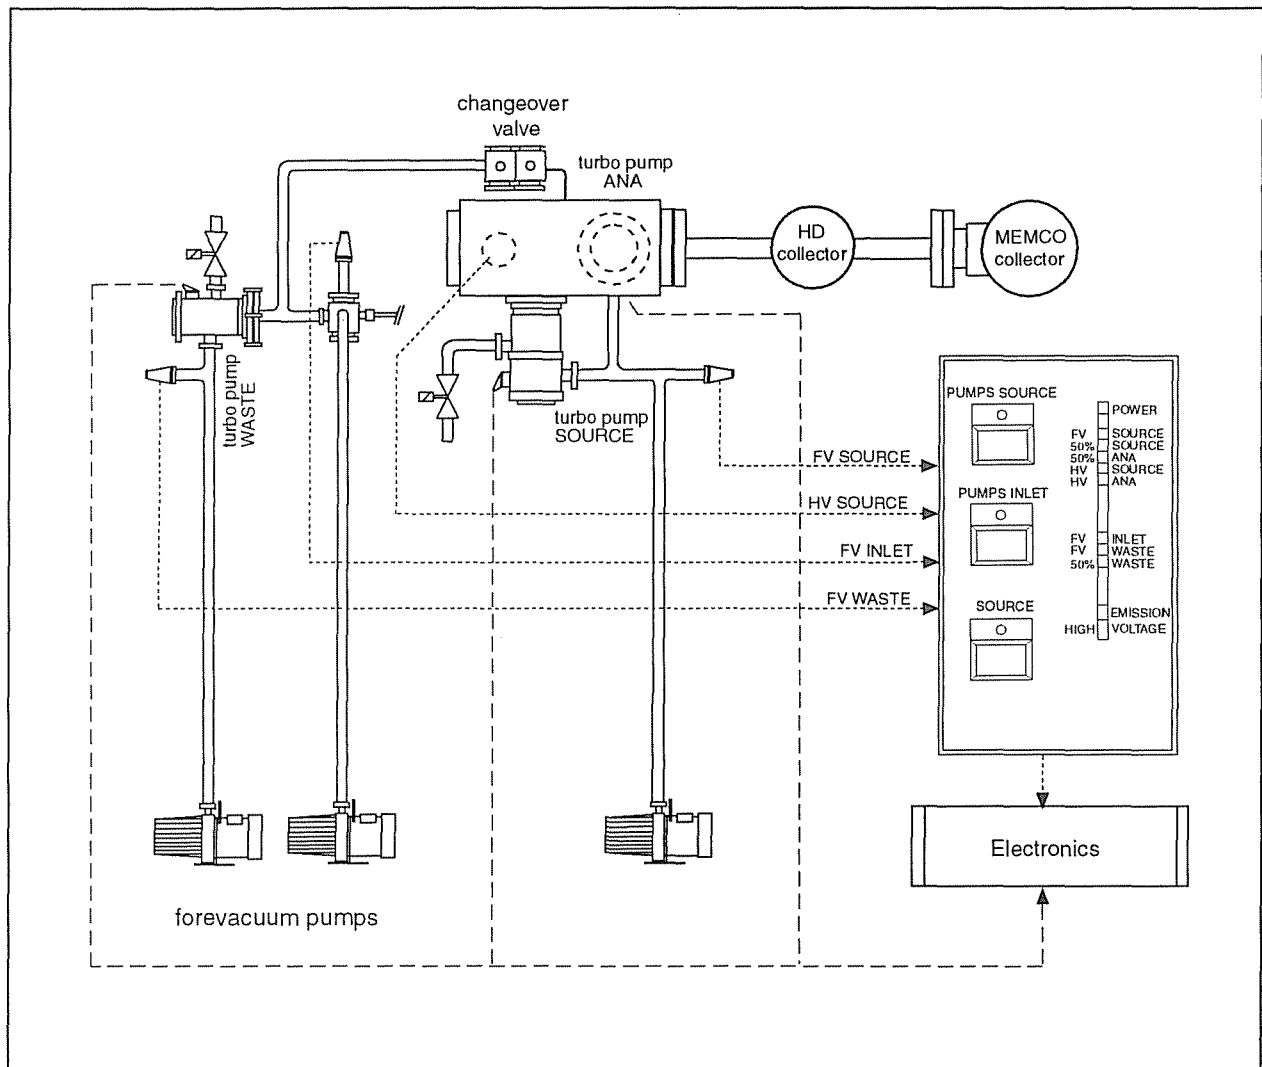 changeover
valve
turbo pump
ANA
HD
collector
MEMCO
collector
turbo pump
WASTE
turbo pump
SOURCE
FV SOURCE
HV SOURCE
FV INLET
FV WASTE
PUMPS SOURCE
PUMPS INLET
SOURCE
POWER
FV SOURCE
50% SOURCE
50% ANA
HV SOURCE
HV ANA
FV INLET
FV WASTE
50% WASTE
EMISSION
HIGH VOLTAGE
Electronics
forevacuum pumps